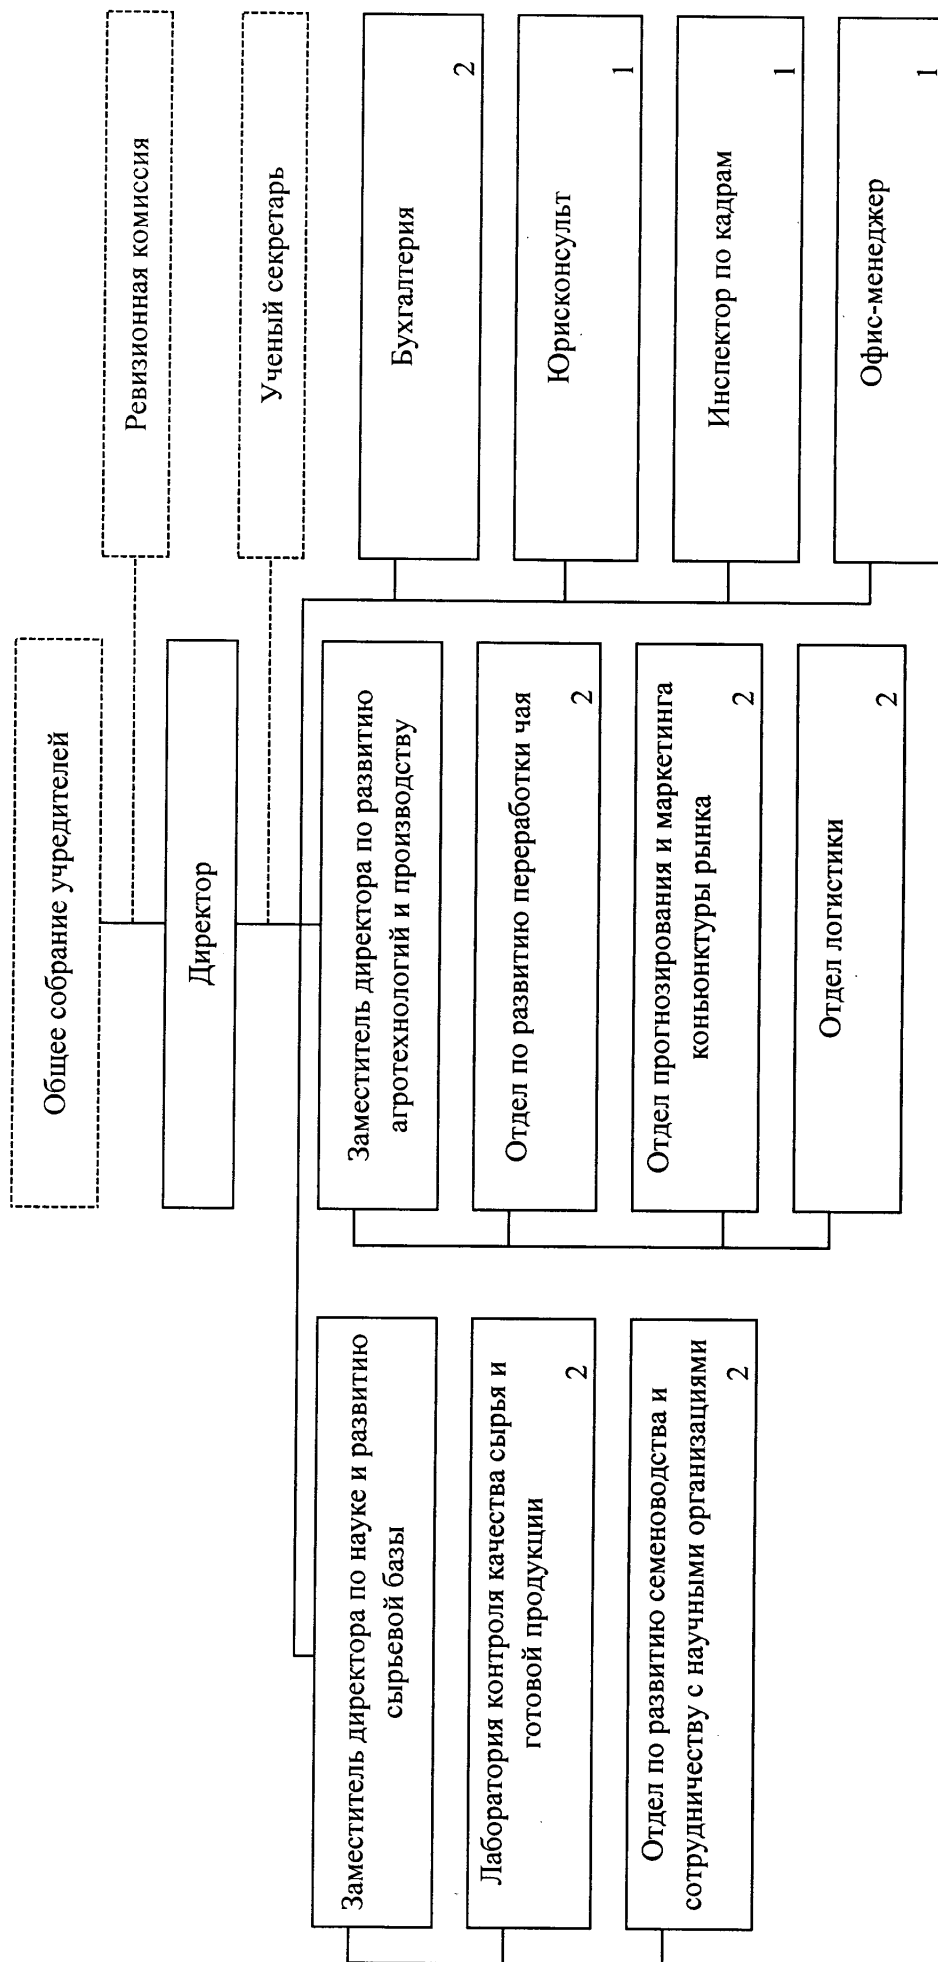 Общее собрание учредителей
Ревизионная комиссия
Директор
Ученый секретарь
Заместитель директора по науке и развитию
сырьевой базы
Лаборатория контроля качества сырья и
готовой продукции
2
Отдел по развитию семеноводства и
сотрудничеству с научными организациями
2
Заместитель директора по развитию
агротехнологий и производству
Отдел по развитию переработки чая
2
Отдел прогнозирования и маркетинга
коньюнктуры рынка
2
Отдел логистики
2
Бухгалтерия
2
Юрисконсульт
1
Инспектор по кадрам
1
Офис-менеджер
1